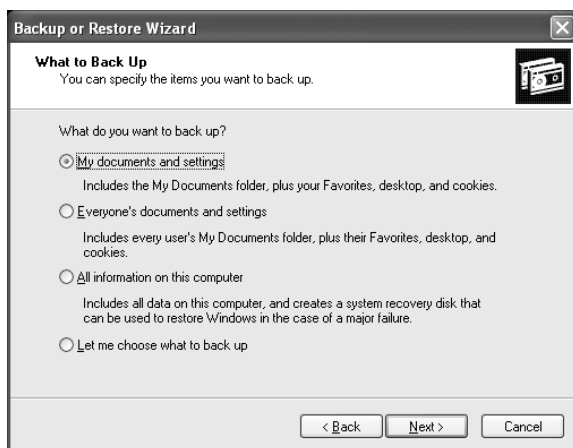 Backup or Restore Wizard
What to Back Up
You can specify the items you want to back up.
What do you want to back up?
My documents and settings
Includes the My Documents folder, plus your Favorites, desktop, and cookies.
Everyone's documents and settings
Includes every user's My Documents folder, plus their Favorites, desktop, and
cookies.
All information on this computer
Includes all data on this computer, and creates a system recovery disk that
can be used to restore Windows in the case of a major failure.
Let me choose what to back up
< Back Next > Cancel